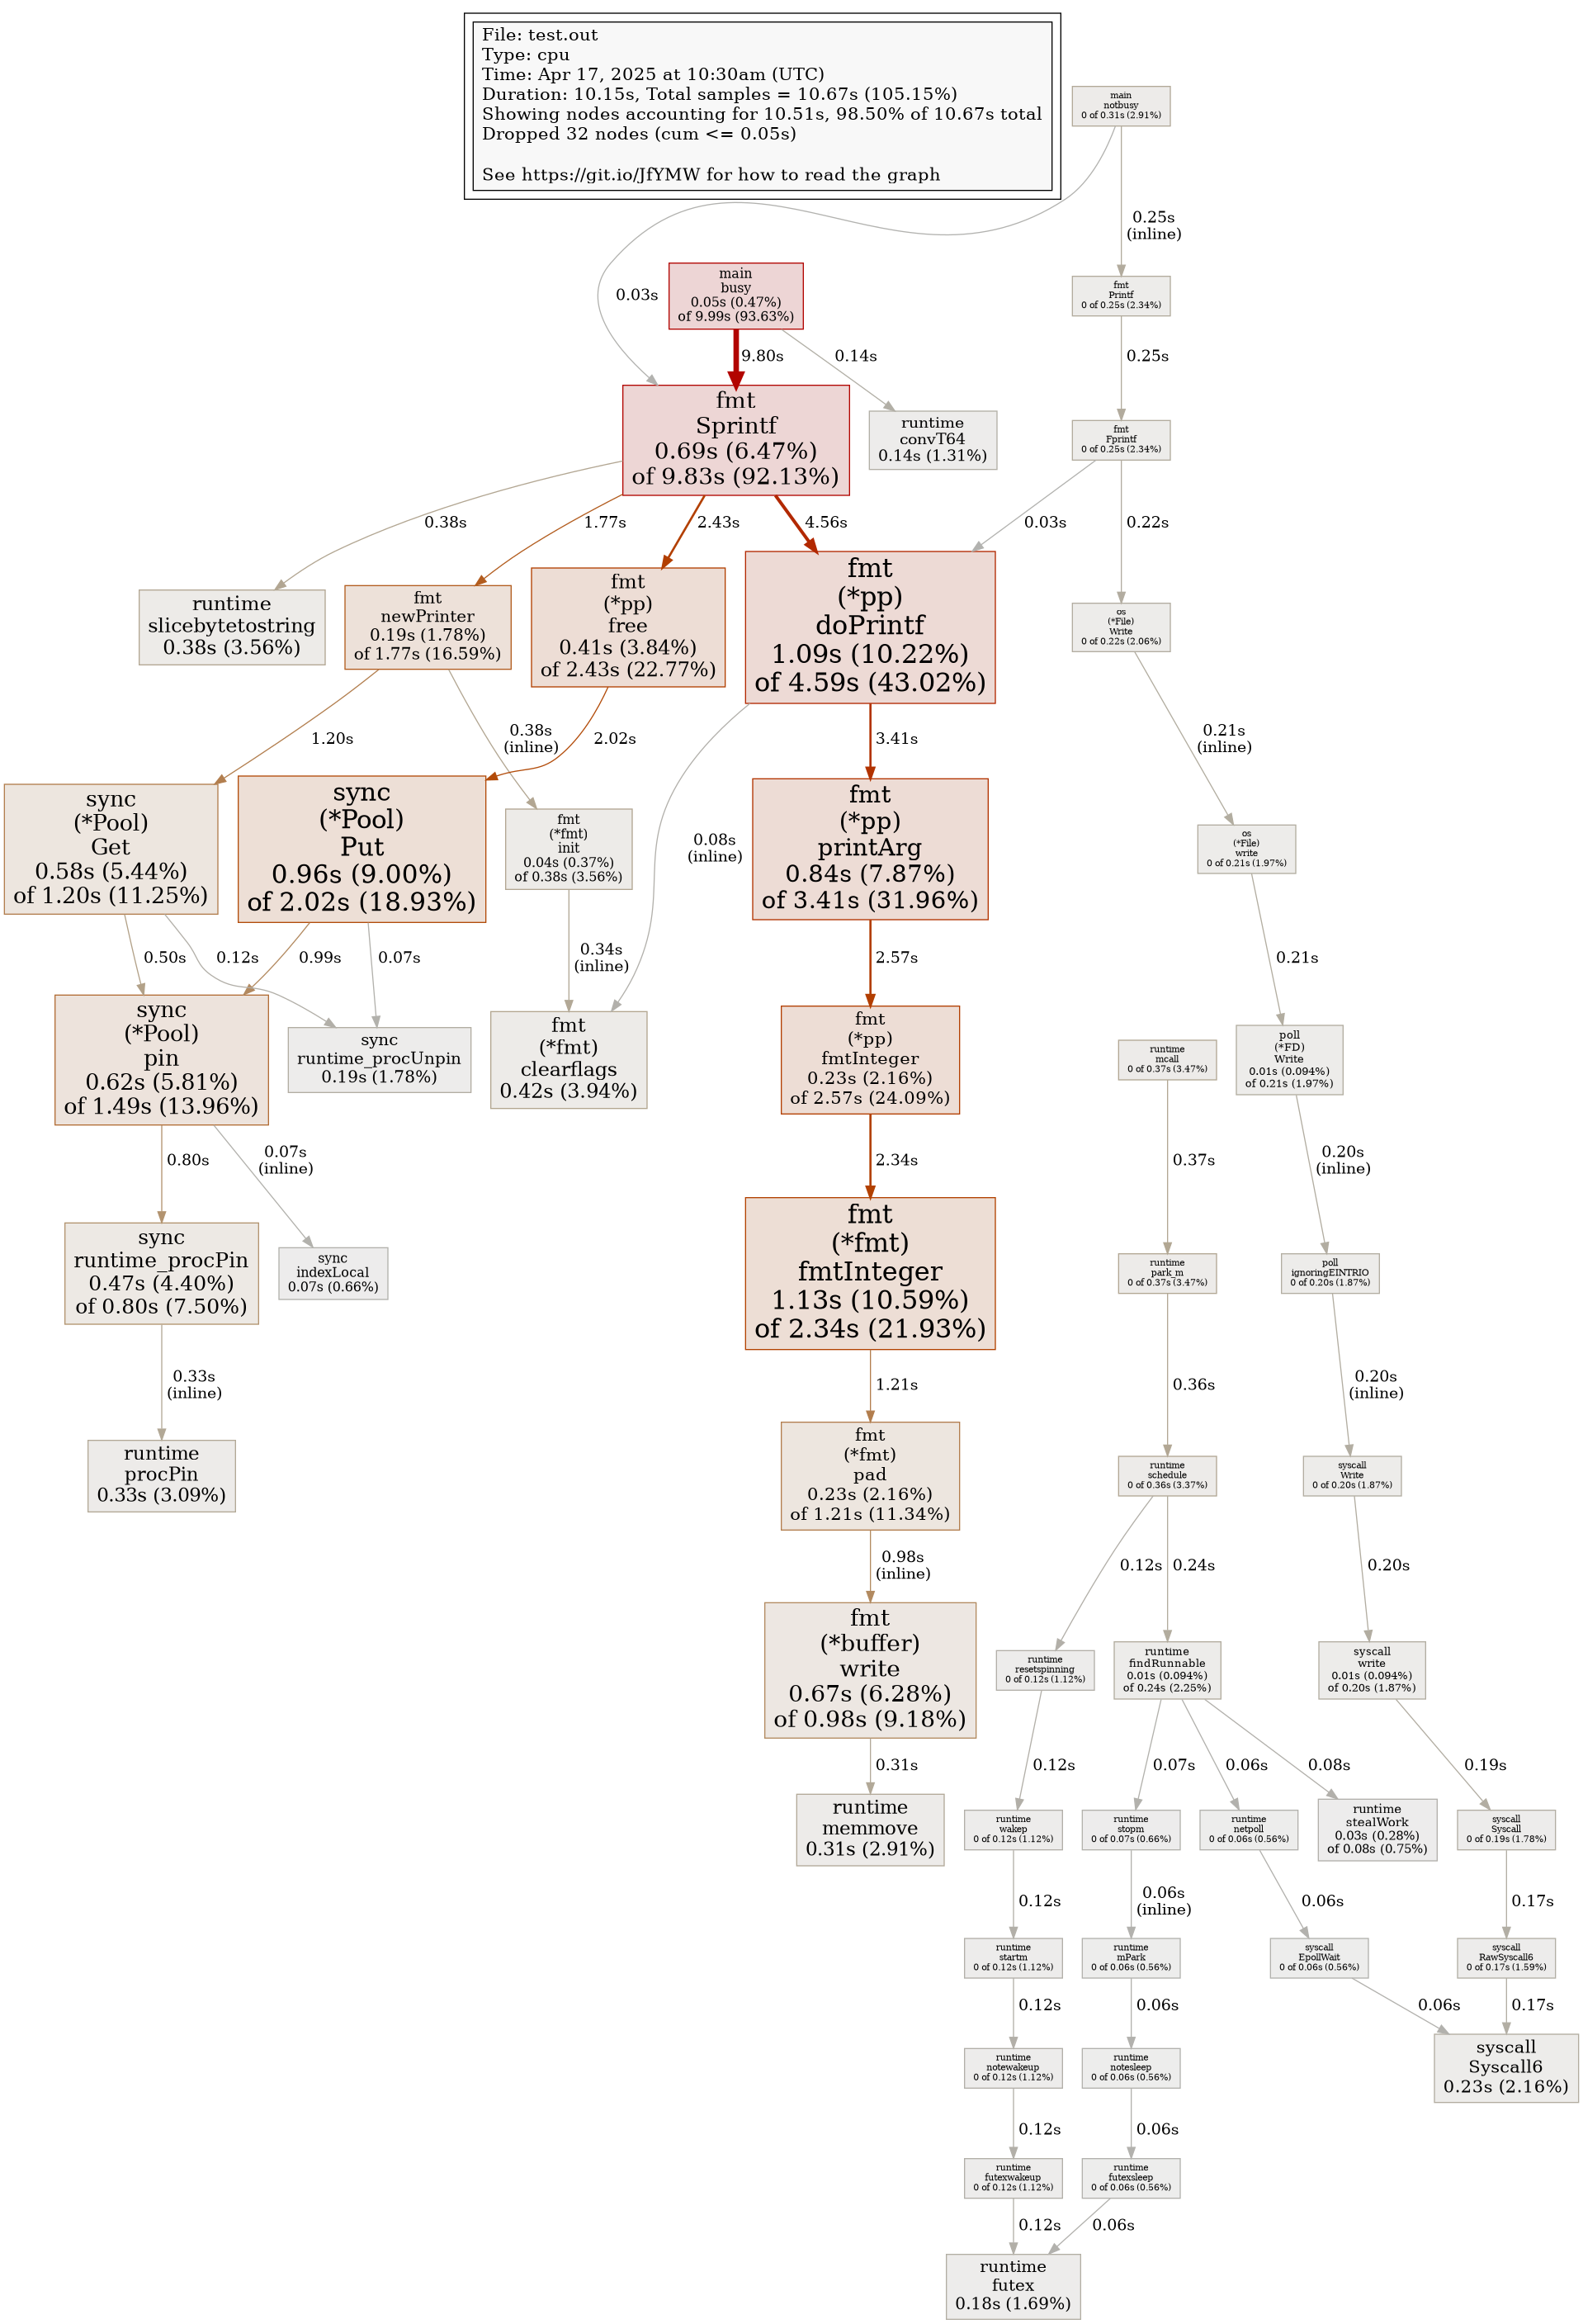 File: test.out
Type: cpu
Time: Apr 17, 2025 at 10:30am (UTC)
Duration: 10.15s, Total samples = 10.67s (105.15%)
Showing nodes accounting for 10.51s, 98.50% of 10.67s total
Dropped 32 nodes (cum <= 0.05s)
See https://git.io/JfYMW for how to read the graph
main
notbusy
0 of 0.31s (2.91%)
0.25s
(inline)
0.03s
main
busy
0.05s (0.47%)
of 9.99s (93.63%)
fmt
Printf
0 of 0.25s (2.34%)
9.80s
0.14s
0.25s
fmt
Sprintf
0.69s (6.47%)
of 9.83s (92.13%)
runtime
convT64
0.14s (1.31%)
fmt
Fprintf
0 of 0.25s (2.34%)
0.38s
1.77s
2.43s
4.56s
0.03s
0.22s
runtime
slicebytetostring
0.38s (3.56%)
fmt
newPrinter
0.19s (1.78%)
of 1.77s (16.59%)
fmt
(*pp)
free
0.41s (3.84%)
of 2.43s (22.77%)
fmt
(*pp)
doPrintf
1.09s (10.22%)
of 4.59s (43.02%)
os
(*File)
Write
0 of 0.22s (2.06%)
1.20s
0.38s
(inline)
2.02s
3.41s
0.21s
(inline)
sync
(*Pool)
Get
0.58s (5.44%)
of 1.20s (11.25%)
sync
(*Pool)
Put
0.96s (9.00%)
of 2.02s (18.93%)
fmt
(*fmt)
init
0.04s (0.37%)
of 0.38s (3.56%)
0.08s
(inline)
fmt
(*pp)
printArg
0.84s (7.87%)
of 3.41s (31.96%)
os
(*File)
write
0 of 0.21s (1.97%)
0.50s
0.12s
0.99s
0.07s
0.34s
(inline)
2.57s
0.21s
sync
(*Pool)
pin
0.62s (5.81%)
of 1.49s (13.96%)
sync
runtime_procUnpin
0.19s (1.78%)
fmt
(*fmt)
clearflags
0.42s (3.94%)
fmt
(*pp)
fmtInteger
0.23s (2.16%)
of 2.57s (24.09%)
runtime
mcall
0 of 0.37s (3.47%)
poll
(*FD)
Write
0.01s (0.094%)
of 0.21s (1.97%)
0.80s
0.07s
(inline)
2.34s
0.37s
0.20s
(inline)
sync
runtime_procPin
0.47s (4.40%)
of 0.80s (7.50%)
sync
indexLocal
0.07s (0.66%)
fmt
(*fmt)
fmtInteger
1.13s (10.59%)
of 2.34s (21.93%)
runtime
park_m
0 of 0.37s (3.47%)
poll
ignoringEINTRIO
0 of 0.20s (1.87%)
0.33s
(inline)
1.21s
0.36s
0.20s
(inline)
runtime
procPin
0.33s (3.09%)
fmt
(*fmt)
pad
0.23s (2.16%)
of 1.21s (11.34%)
runtime
schedule
0 of 0.36s (3.37%)
syscall
Write
0 of 0.20s (1.87%)
0.98s
(inline)
0.12s
0.24s
0.20s
fmt
(*buffer)
write
0.67s (6.28%)
of 0.98s (9.18%)
runtime
resetspinning
0 of 0.12s (1.12%)
runtime
findRunnable
0.01s (0.094%)
of 0.24s (2.25%)
syscall
write
0.01s (0.094%)
of 0.20s (1.87%)
0.31s
0.12s
0.07s
0.06s
0.08s
0.19s
runtime
memmove
0.31s (2.91%)
runtime
wakep
0 of 0.12s (1.12%)
runtime
stopm
0 of 0.07s (0.66%)
runtime
netpoll
0 of 0.06s (0.56%)
runtime
stealWork
0.03s (0.28%)
of 0.08s (0.75%)
syscall
Syscall
0 of 0.19s (1.78%)
0.12s
0.06s
(inline)
0.06s
0.17s
runtime
startm
0 of 0.12s (1.12%)
runtime
mPark
0 of 0.06s (0.56%)
syscall
EpollWait
0 of 0.06s (0.56%)
syscall
RawSyscall6
0 of 0.17s (1.59%)
0.12s
0.06s
0.06s
0.17s
runtime
notewakeup
0 of 0.12s (1.12%)
runtime
notesleep
0 of 0.06s (0.56%)
syscall
Syscall6
0.23s (2.16%)
0.12s
0.06s
runtime
futexwakeup
0 of 0.12s (1.12%)
runtime
futexsleep
0 of 0.06s (0.56%)
0.12s
0.06s
runtime
futex
0.18s (1.69%)